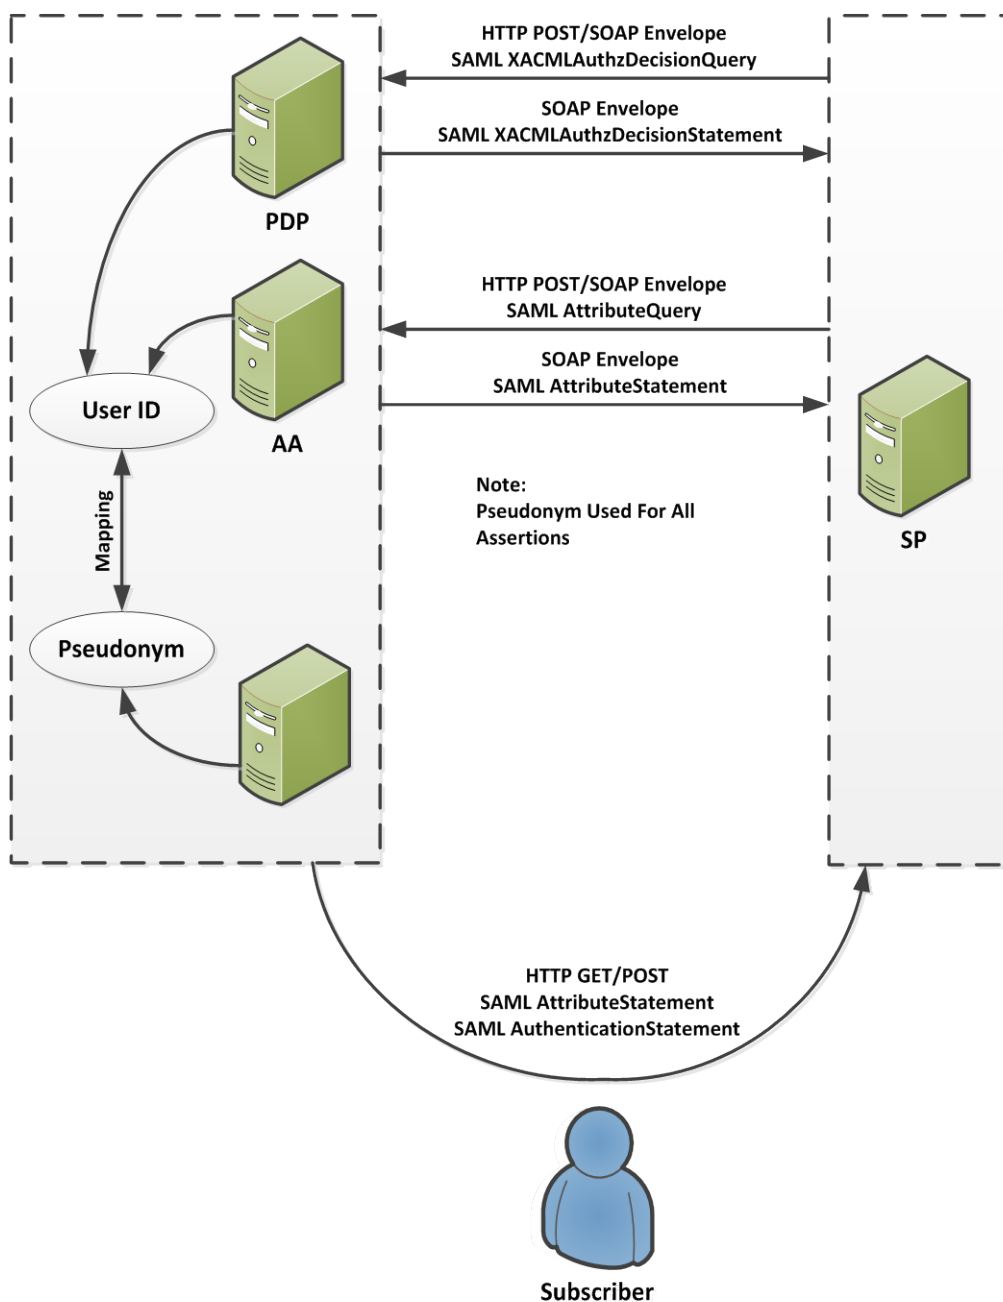 HTTP POST/SOAP Envelope
SAML XACMLAuthzDecisionQuery
SOAP Envelope
SAML XACMLAuthzDecisionStatement
PDP
HTTP POST/SOAP Envelope
SAML AttributeQuery
SOAP Envelope
SAML AttributeStatement
User ID
AA
Note:
Pseudonym Used For All
Assertions
SP
Mapping
Pseudonym
HTTP GET/POST
SAML AttributeStatement
SAML AuthenticationStatement
Subscriber